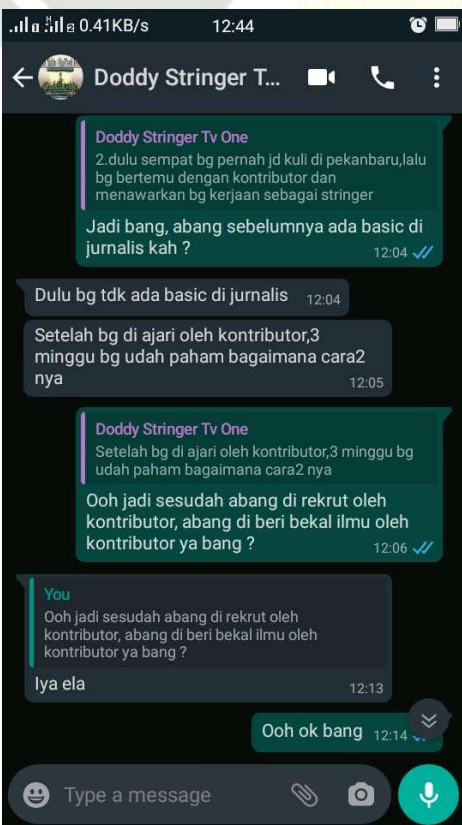 0.41KB/s 12:44
Doddy Stringer T...
Doddy Stringer Tv One
2.dulu sempat bg pernah jd kuli di pekanbaru,lalu
bg bertemu dengan kontributor dan
menawarkan bg kerjaan sebagai stringer
Jadi bang, abang sebelumnya ada basic di
jurnalis kah ?
12:04
Dulu bg tdk ada basic di jurnalis 12:04
Setelah bg di ajari oleh kontributor,3
minggu bg udah paham bagaimana cara2
nya
12:05
Doddy Stringer Tv One
Setelah bg di ajari oleh kontributor,3 minggu bg
udah paham bagaimana cara2 nya
Ooh jadi sesudah abang di rekrut oleh
kontributor, abang di beri bekal ilmu oleh
kontributor ya bang ?
12:06
You
Ooh jadi sesudah abang di rekrut oleh
kontributor, abang di beri bekal ilmu oleh
kontributor ya bang ?
Iya ela
12:13
Ooh ok bang 12:14
Type a message